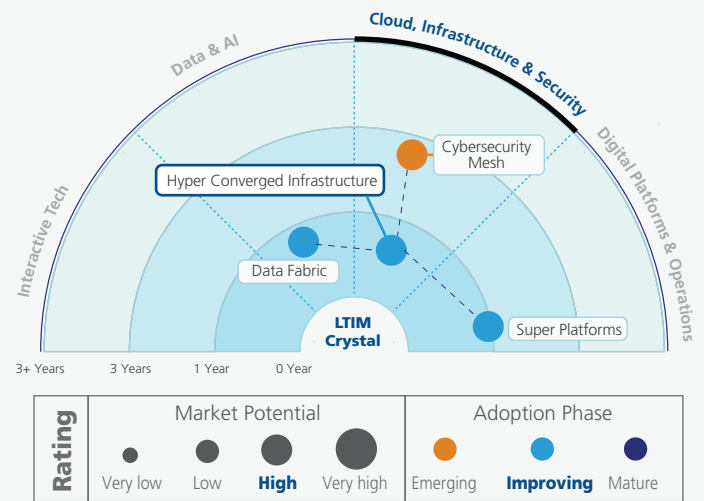 Cloud, Infrastructure & Security
Data & AI
Interactive Tech
Digital Platforms & Operations
Cybersecurity
Mesh
Hyper Converged Infrastructure
Data Fabric
Super Platforms
LTIM
Crystal
3+ Years
3 Years
1 Year
0 Year
Rating
Market Potential
Very low
Low
High
Very high
Adoption Phase
Emerging
Improving
Mature